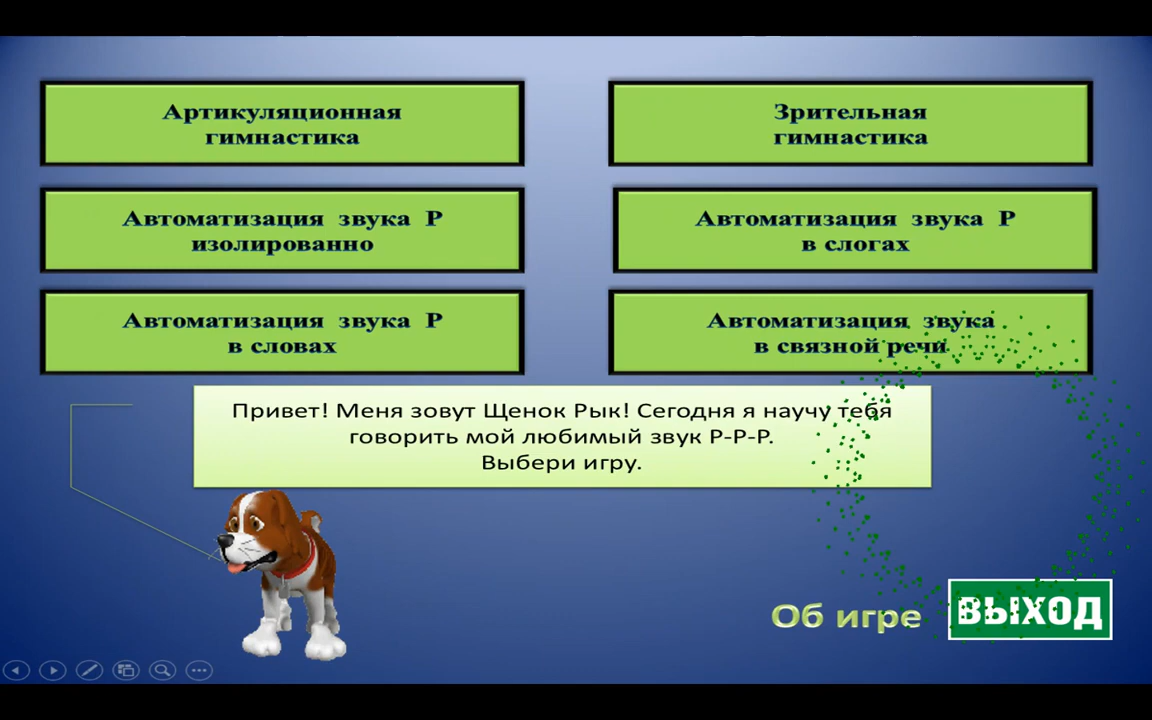 Артикуляционная
гимнастика
Зрительная
гимнастика
Автоматизация звука Р
изолированно
Автоматизация звука Р
в слогах
Автоматизация звука Р
в словах
Автоматизация звука
в связной речи
Привет! Меня зовут Щенок Рык! Сегодня я научу тебя
говорить мой любимый звук Р-Р-Р.
Выбери игру.
Об игре
ВЫХОД